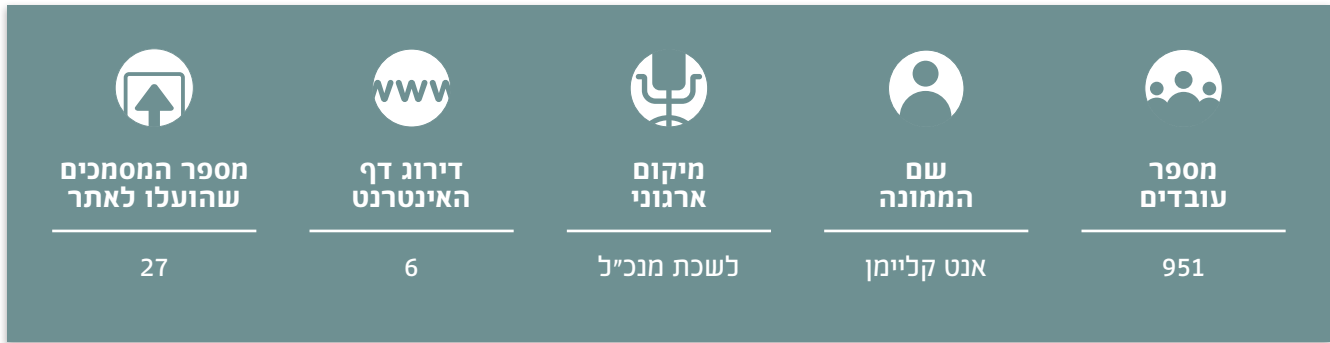 מספר
עובדים
951
שם
הממונה
אנט קליימן
מיקום
ארגוני
לשכת מנכ״ל
www
דירוג דף
האינטרנט
6
מספר המסמכים
שהועלו לאתר
27